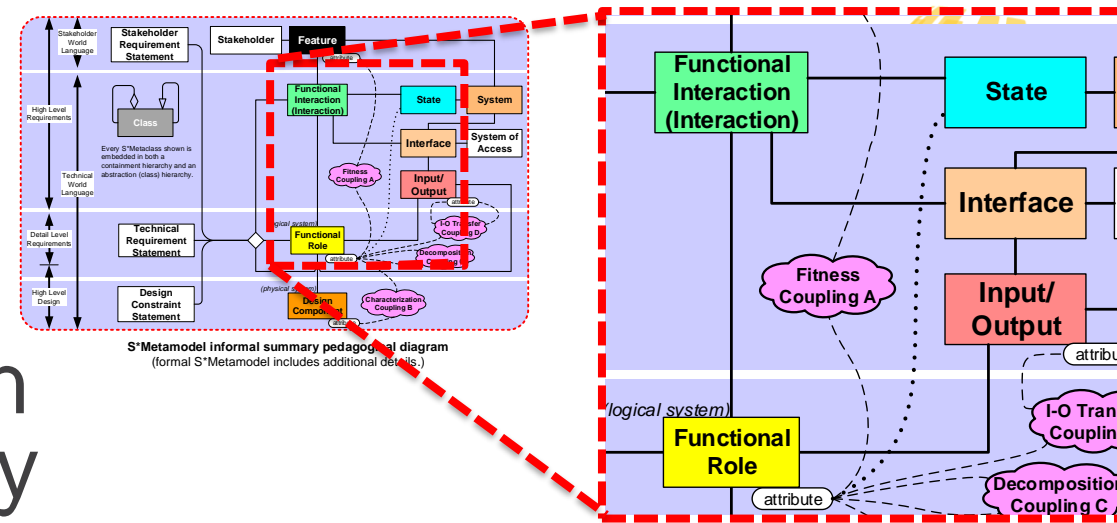 Stakeholder
World
Language
High Level
Requirements
Technical
World
Language
Detail Level
Requirements
High Level
Design
Stakeholder
Requirement
Statement
Stakeholder
Feature
attribute
Class
Every S*Metaclass shown is
embedded in both a
containment hierarchy and an
abstraction (class) hierarchy.
Functional
Interaction
(Interaction)
State
System
Interface
System of
Access
Input/
Output
attribute
Fitness
Coupling A
I-O Transfer
Coupling D
Decomposition
Coupling
Technical
Requirement
Statement
ogical system)
Functional
Role
attribute
Design
Constraint
Statement
(physical system)
Design
Component
attribute
Characterization
Coupling B
S*Metamodel informal summary pedagogical diagram
(formal S*Metamodel includes additional details.)
n
y
Functional
Interaction
(Interaction)
State
Interface
Fitness
Coupling A
Input/
Output
attribu
(logical system)
Functional
Role
attribute
I-O Tran
Couplin
Decomposition
Coupling C